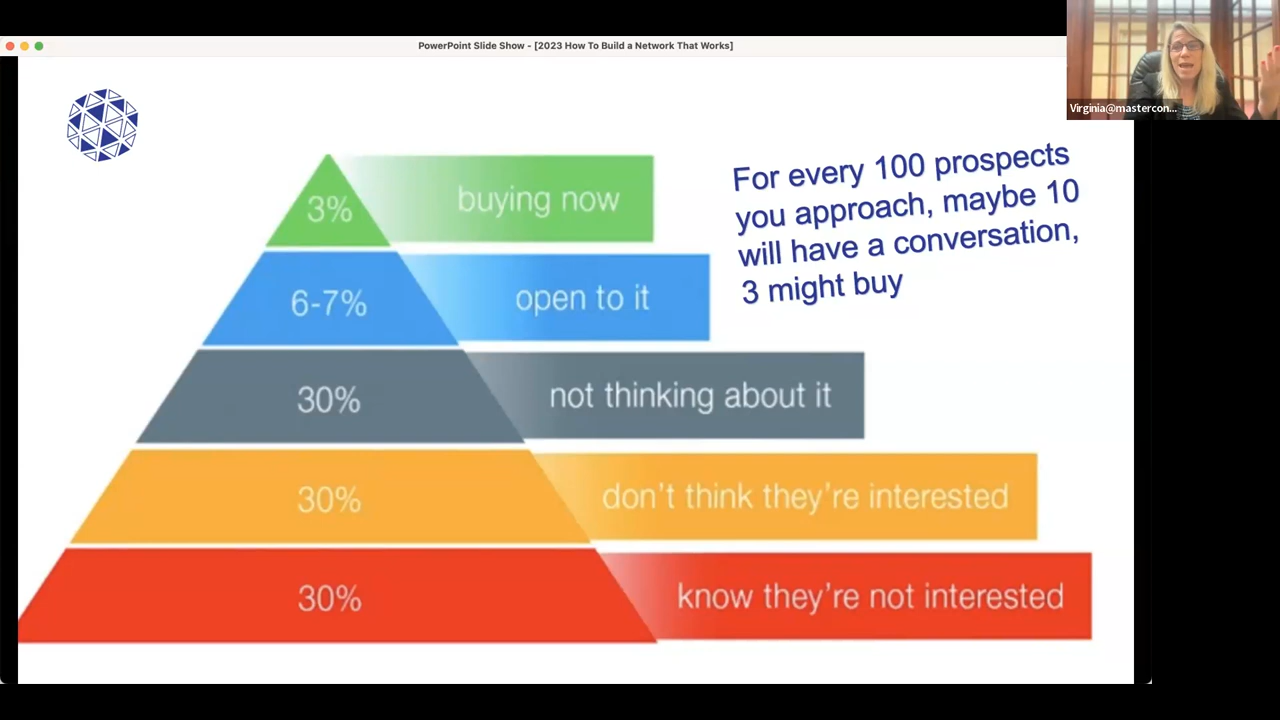 PowerPoint Slide Show - [2023 How To Build a Network That Works]
Virginia@mastercon...
For every 100 prospects
you approach, maybe 10
will have a conversation,
3 might buy
3% buying now
6-7% open to it
30% not thinking about it
30% don't think they're interested
30% know they're not interested